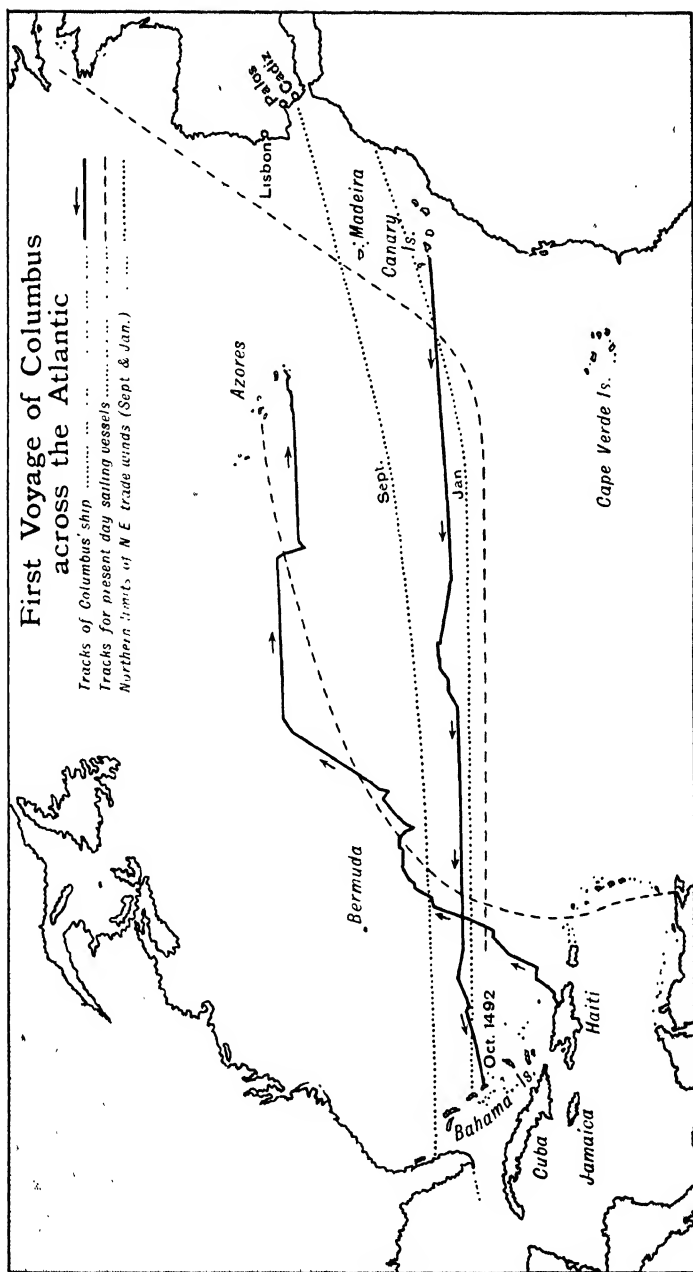 First Voyage of Columbus
across the Atlantic
Tracks of Columbus' ship
Tracks for present day sailing vessels
Northern limits of N E trade winds (Sept & Jan.)
Azores
Lisbon
Palos
Cadiz
Madeira
Canary
Is.
Sept.
Jan
Bermuda
Oct. 1492
Bahama Is.
Cuba
Haiti
Jamaica
Cape Verde Is.